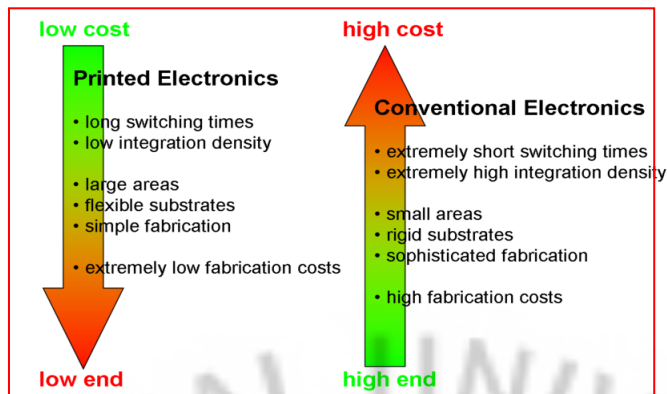 low cost
Printed Electronics
• long switching times
• low integration density
• large areas
• flexible substrates
• simple fabrication
• extremely low fabrication costs
low end
high cost
Conventional Electronics
• extremely short switching times
• extremely high integration density
• small areas
• rigid substrates
• sophisticated fabrication
• high fabrication costs
high end